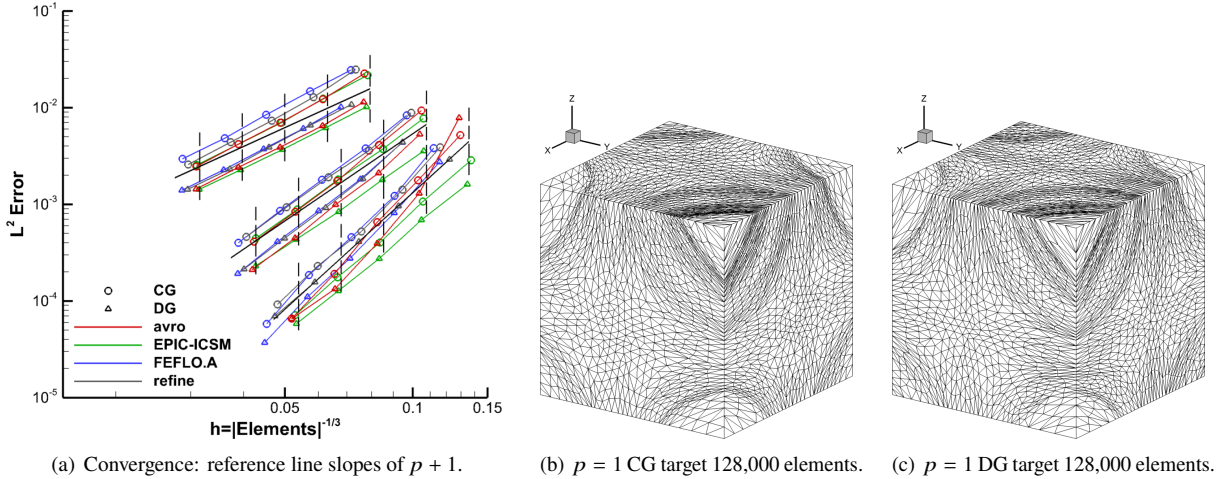 10^-1
10^-2
10^-3
10^-4
10^-5
L^2 Error
CG
DG
avro
EPIC-ICSM
FEFLO.A
refine
0.05 0.1 0.15
h=|Elements|^-1/3
Z
X Y
Z
X Y
(a) Convergence: reference line slopes of p + 1.
(b) p = 1 CG target 128,000 elements.
(c) p = 1 DG target 128,000 elements.